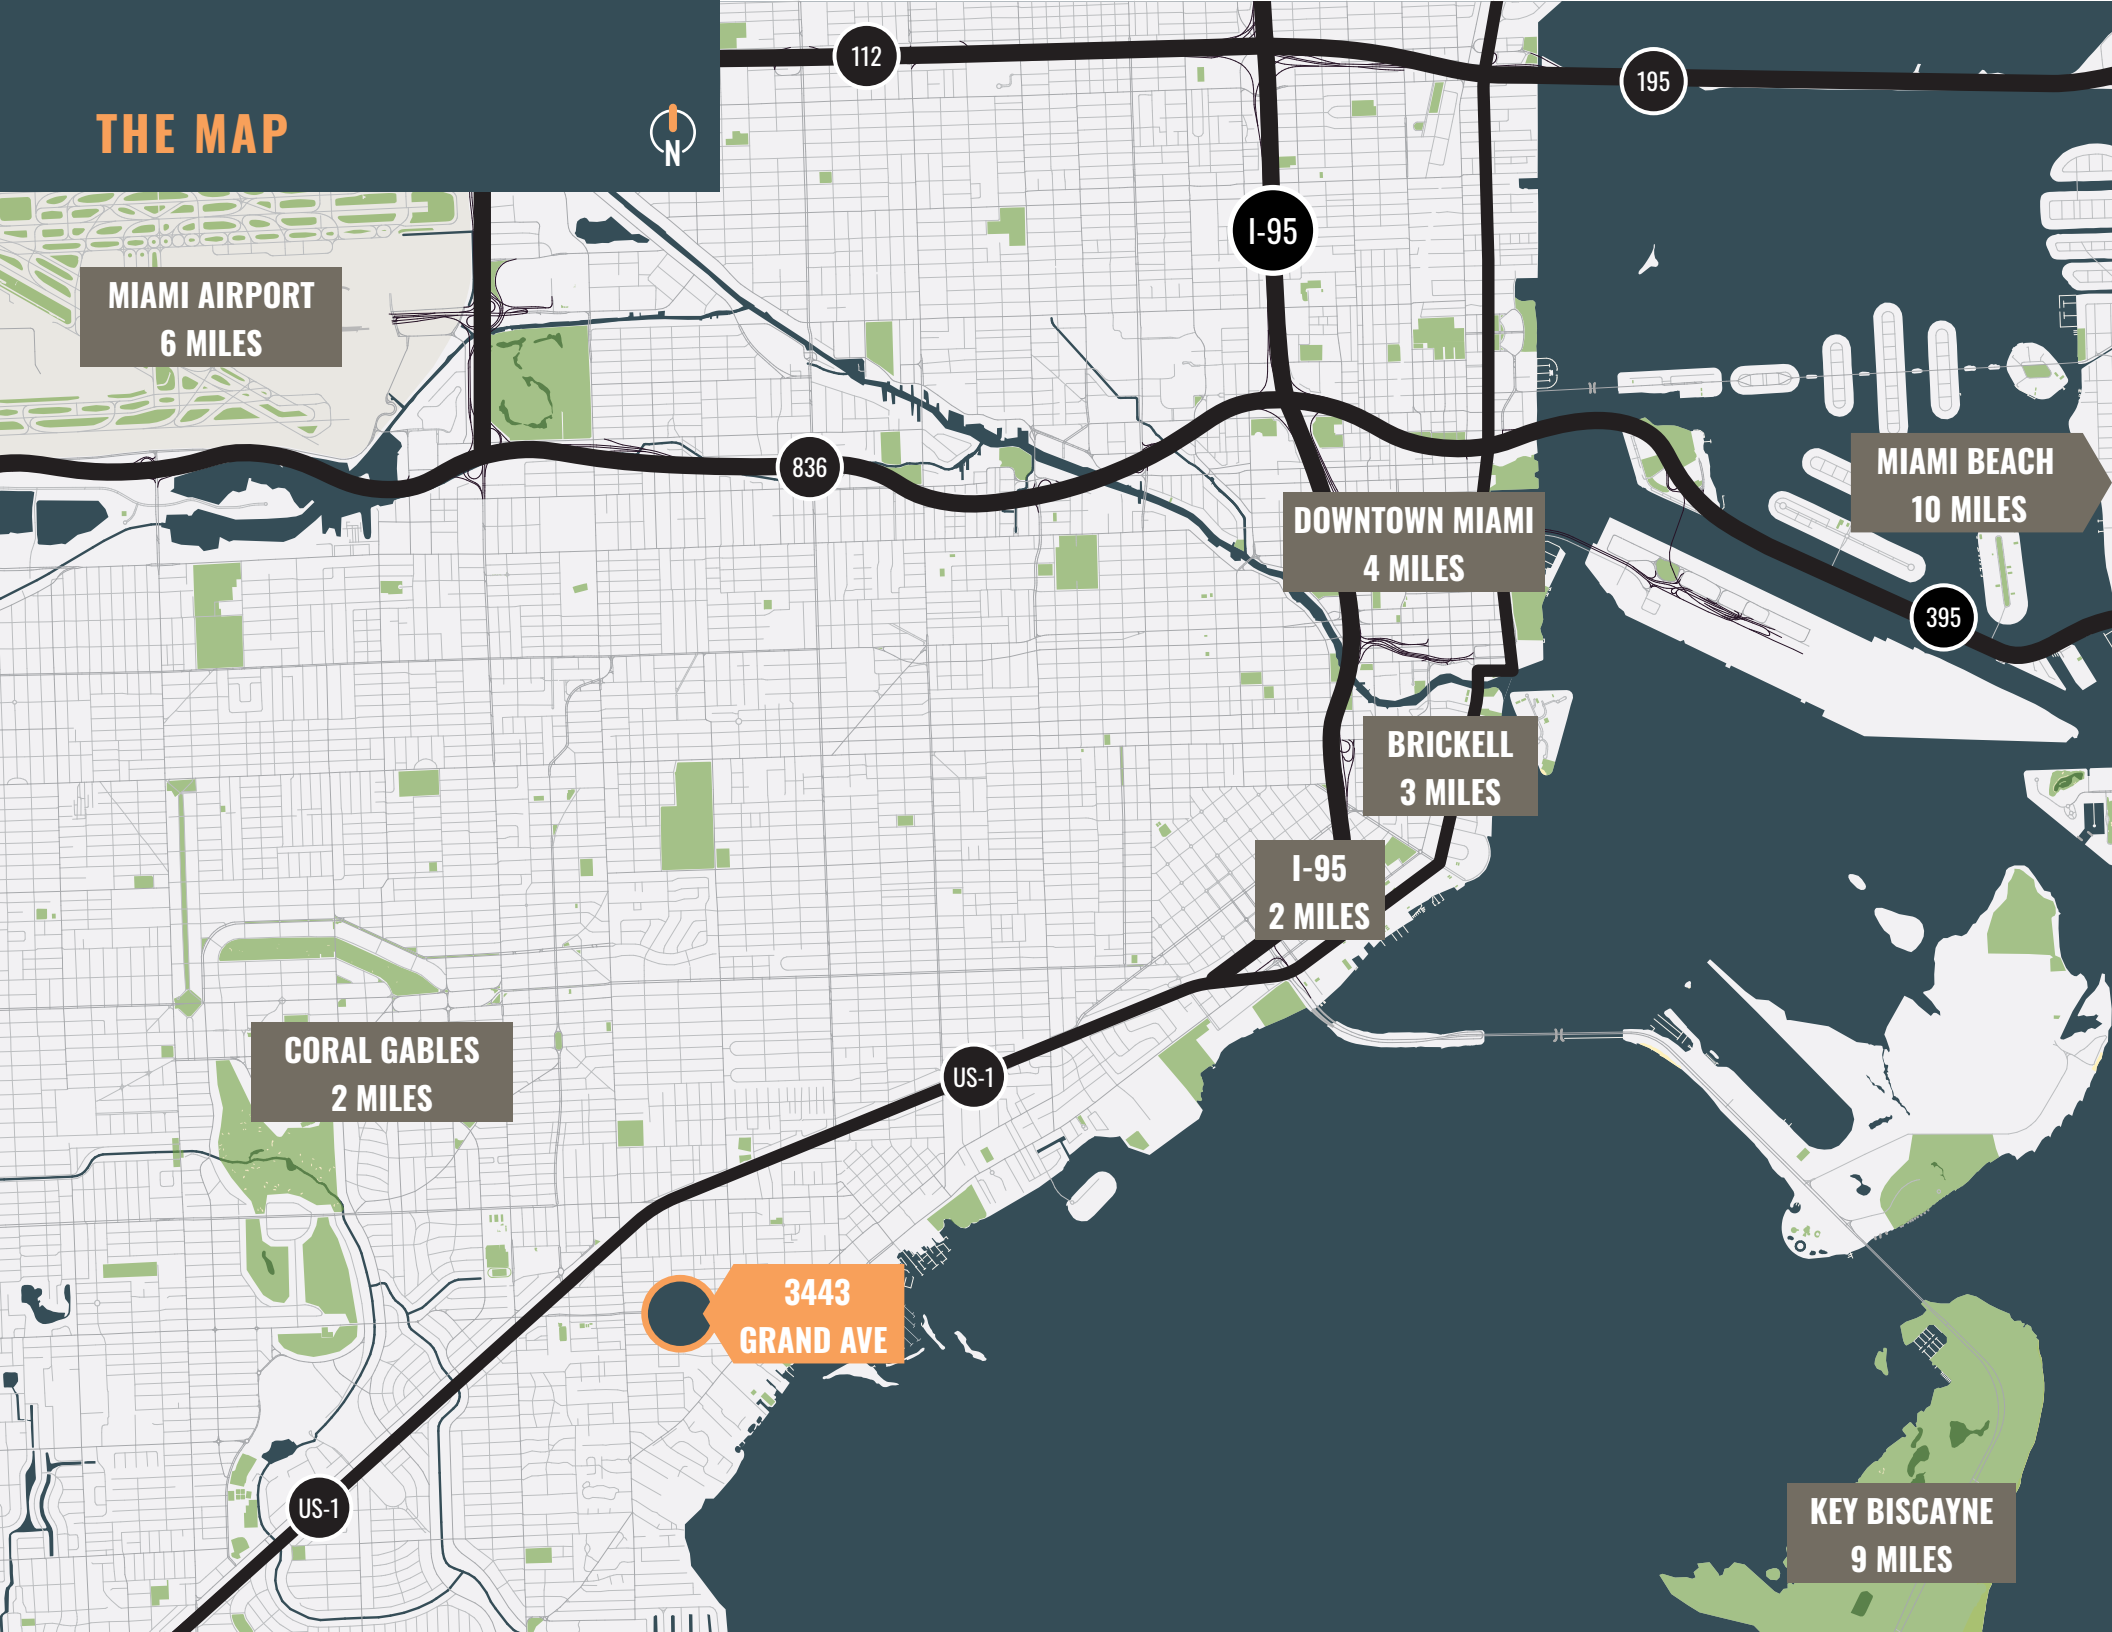 THE MAP
N
112
195
I-95
MIAMI AIRPORT
6 MILES
836
MIAMI BEACH
10 MILES
DOWNTOWN MIAMI
4 MILES
395
BRICKELL
3 MILES
I-95
2 MILES
CORAL GABLES
2 MILES
US-1
3443
GRAND AVE
US-1
KEY BISCAYNE
9 MILES